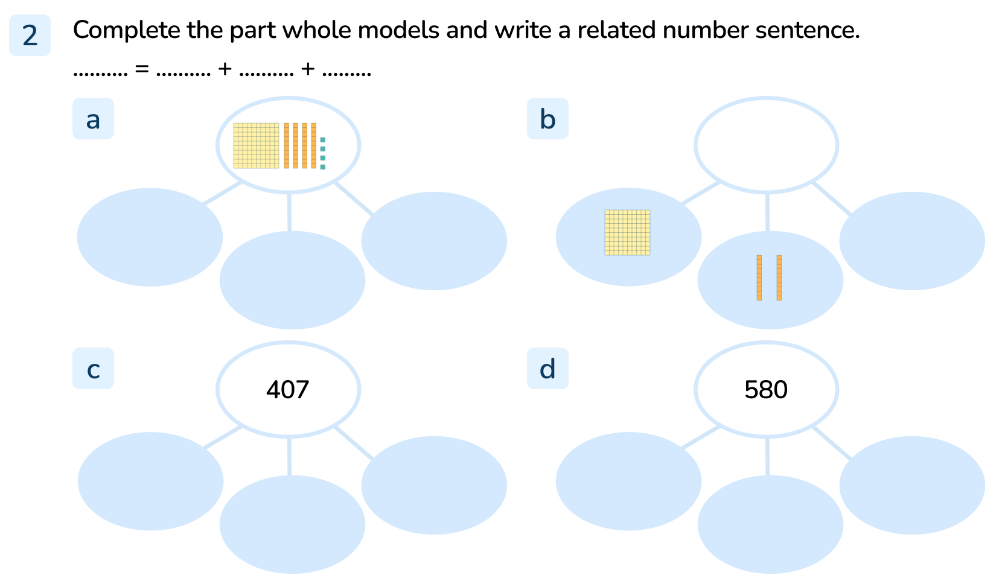 2 Complete the part whole models and write a related number sentence.
.......... = .......... + .......... + .........
a
b
c
407
d
580